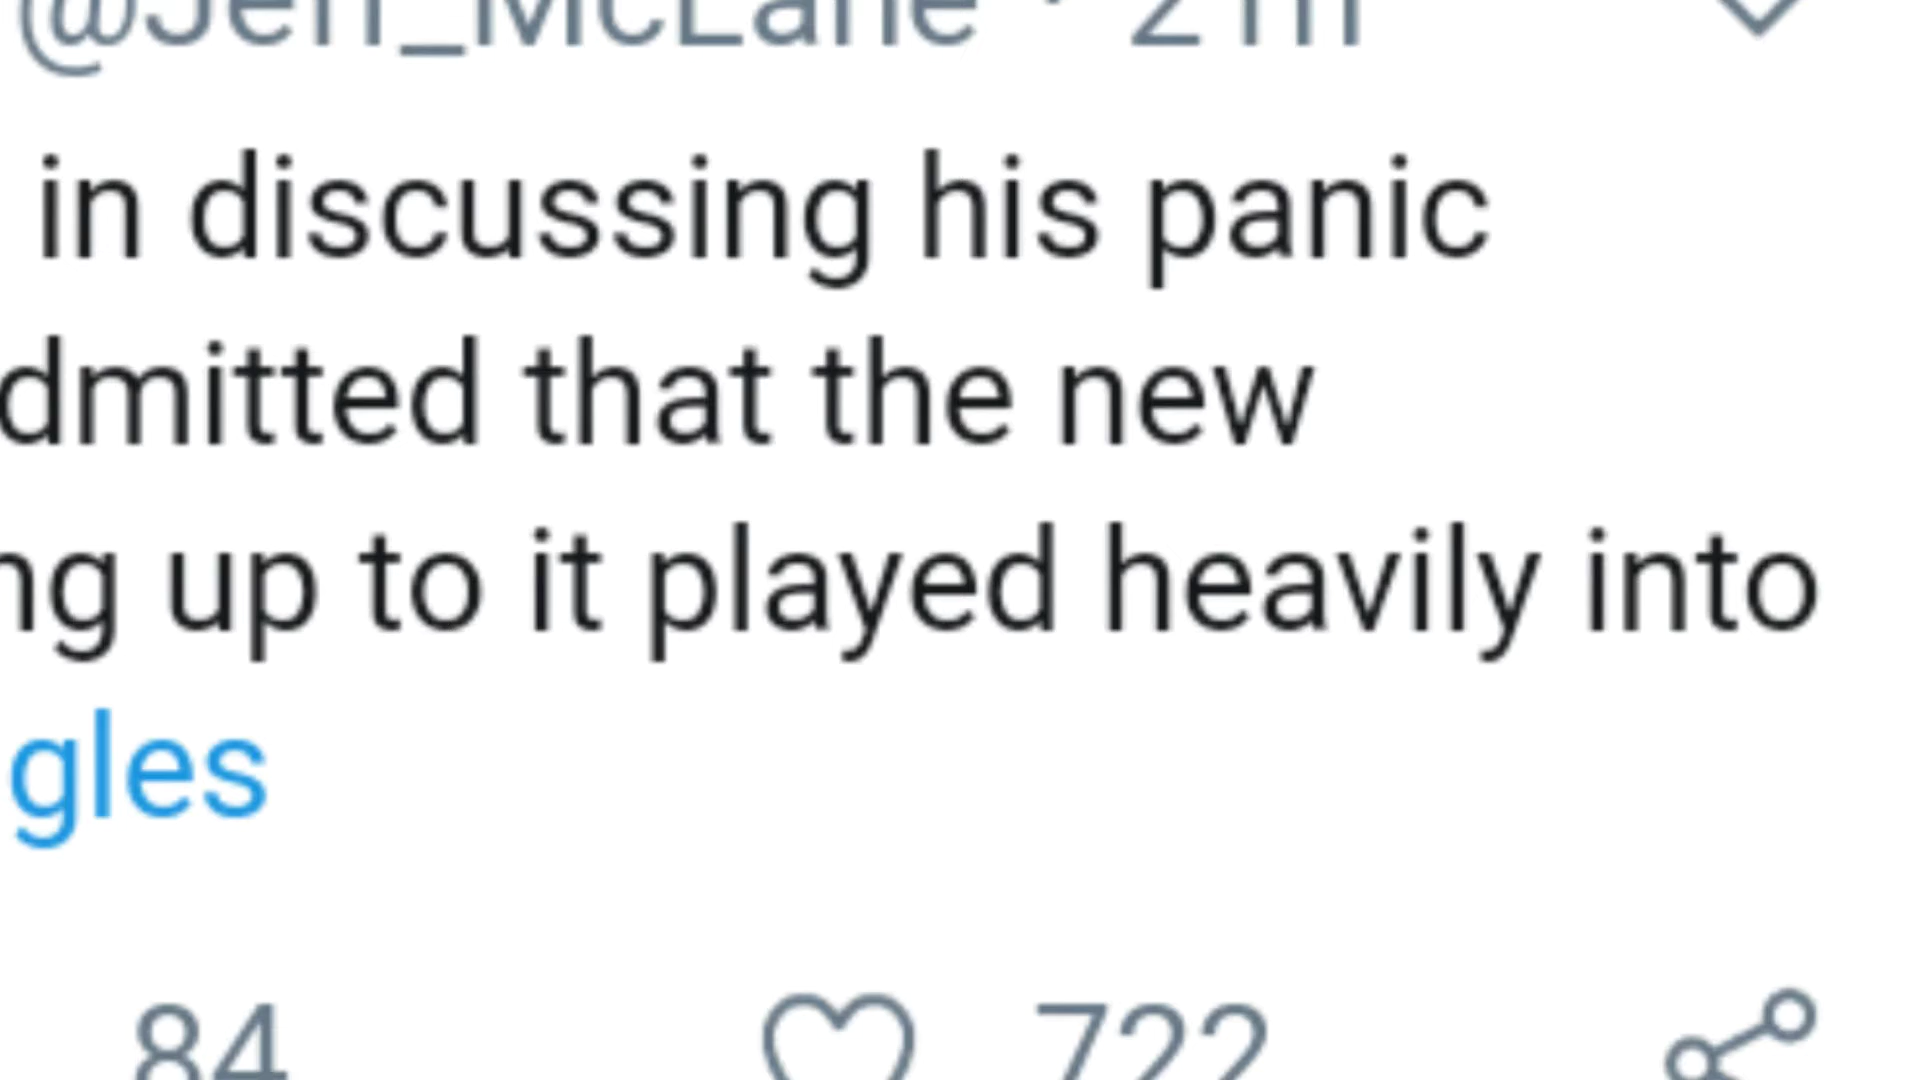 @Jeff_McLane · 21h
in discussing his panic
dmitted that the new
ng up to it played heavily into
gles
84 722